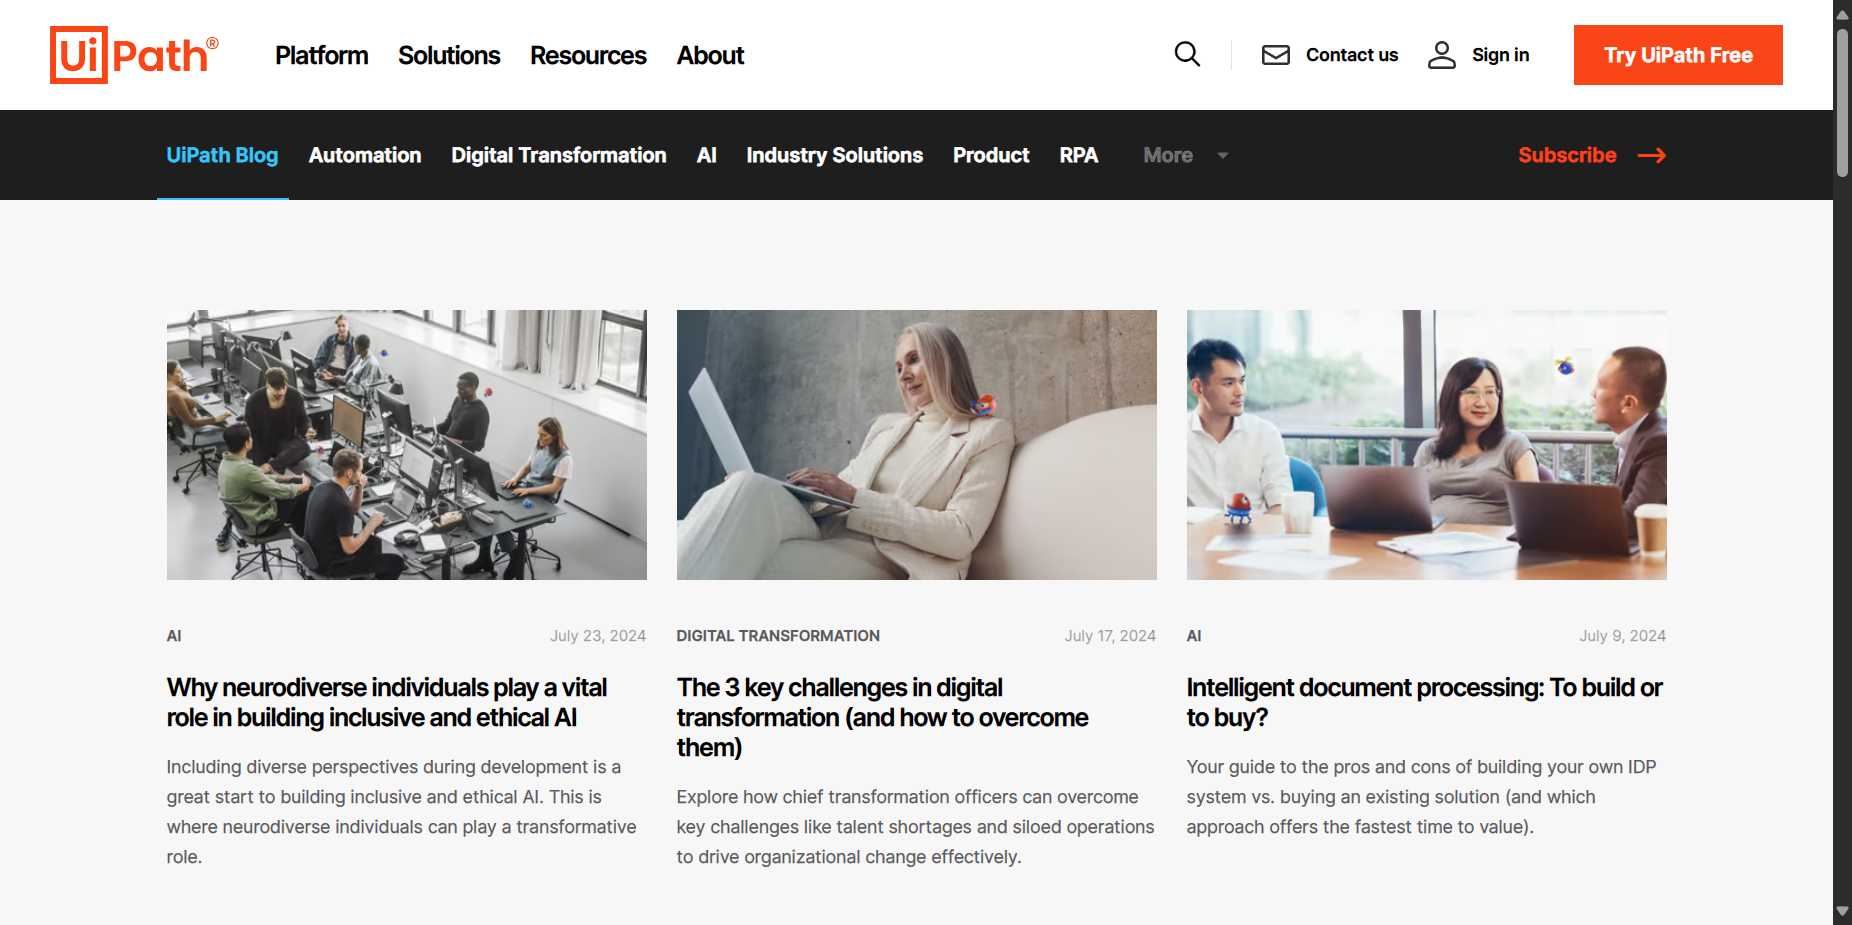 UiPath®
Platform Solutions Resources About
Contact us Sign in Try UiPath Free
UiPath Blog Automation Digital Transformation AI Industry Solutions Product RPA More Subscribe
AI July 23, 2024
Why neurodiverse individuals play a vital
role in building inclusive and ethical AI
Including diverse perspectives during development is a
great start to building inclusive and ethical AI. This is
where neurodiverse individuals can play a transformative
role.
DIGITAL TRANSFORMATION July 17, 2024
The 3 key challenges in digital
transformation (and how to overcome
them)
Explore how chief transformation officers can overcome
key challenges like talent shortages and siloed operations
to drive organizational change effectively.
AI July 9, 2024
Intelligent document processing: To build or
to buy?
Your guide to the pros and cons of building your own IDP
system vs. buying an existing solution (and which
approach offers the fastest time to value).